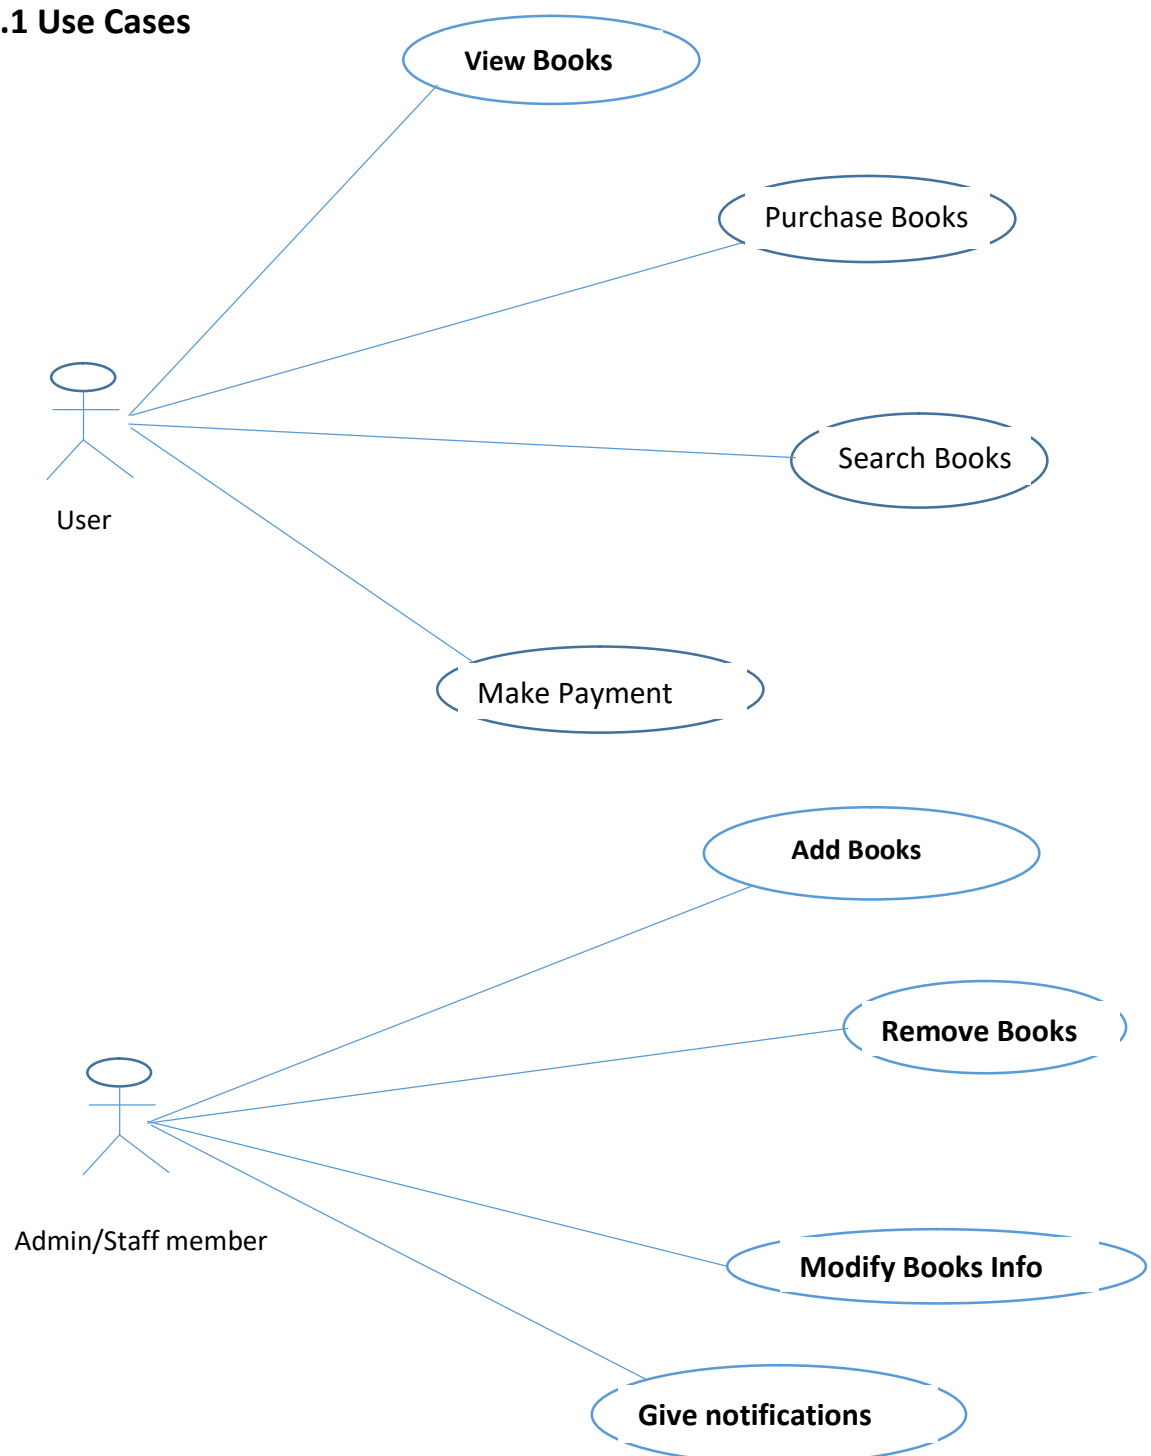 .1 Use Cases
View Books
Purchase Books
Search Books
User
Make Payment
Add Books
Remove Books
Admin/Staff member
Modify Books Info
Give notifications